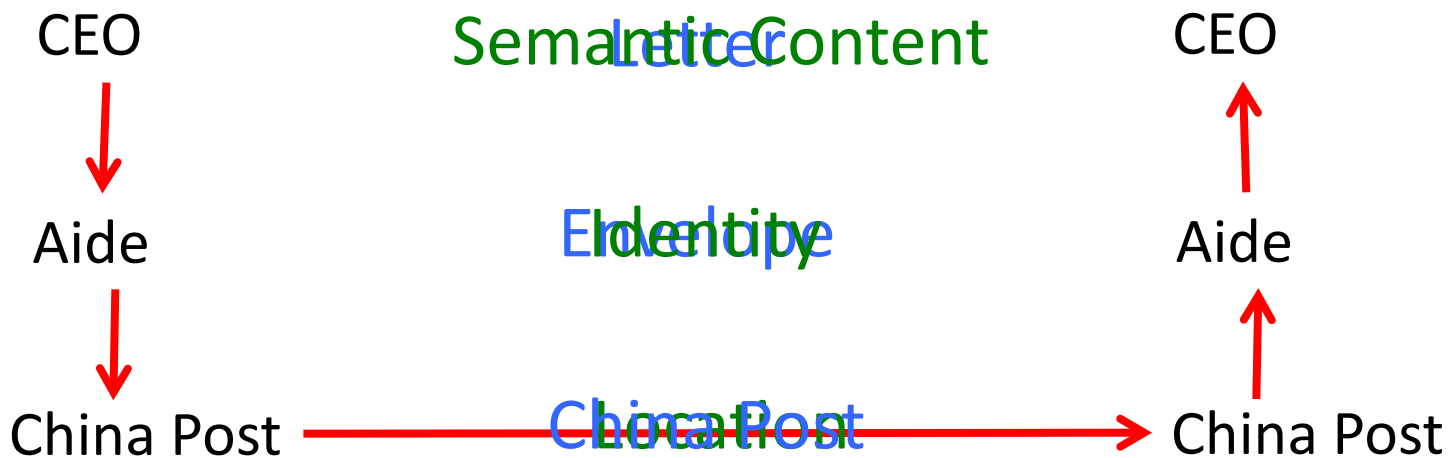 CEO
Semantic Content
Letter
CEO
Aide
Envelope
Identity
Aide
China Post
China Post
Location
China Post